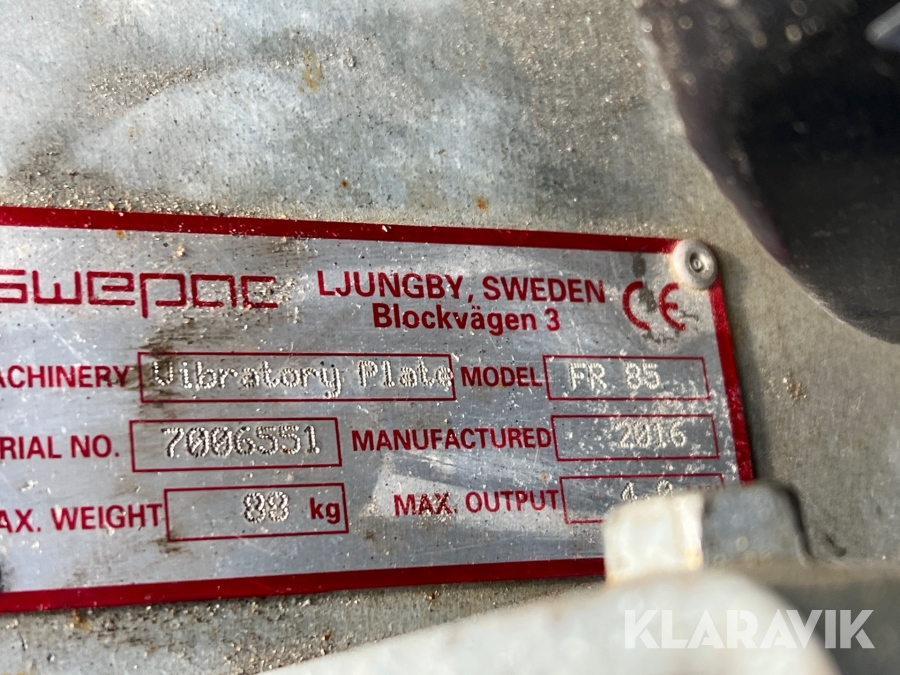 swepac LJUNGBY, SWEDEN CE
Blockvägen 3
ACHINERY Vibratory Plate MODEL FR 85
RIAL NO. 7006551 MANUFACTURED 2016
AX. WEIGHT 89 kg MAX. OUTPUT
KLARAVIK